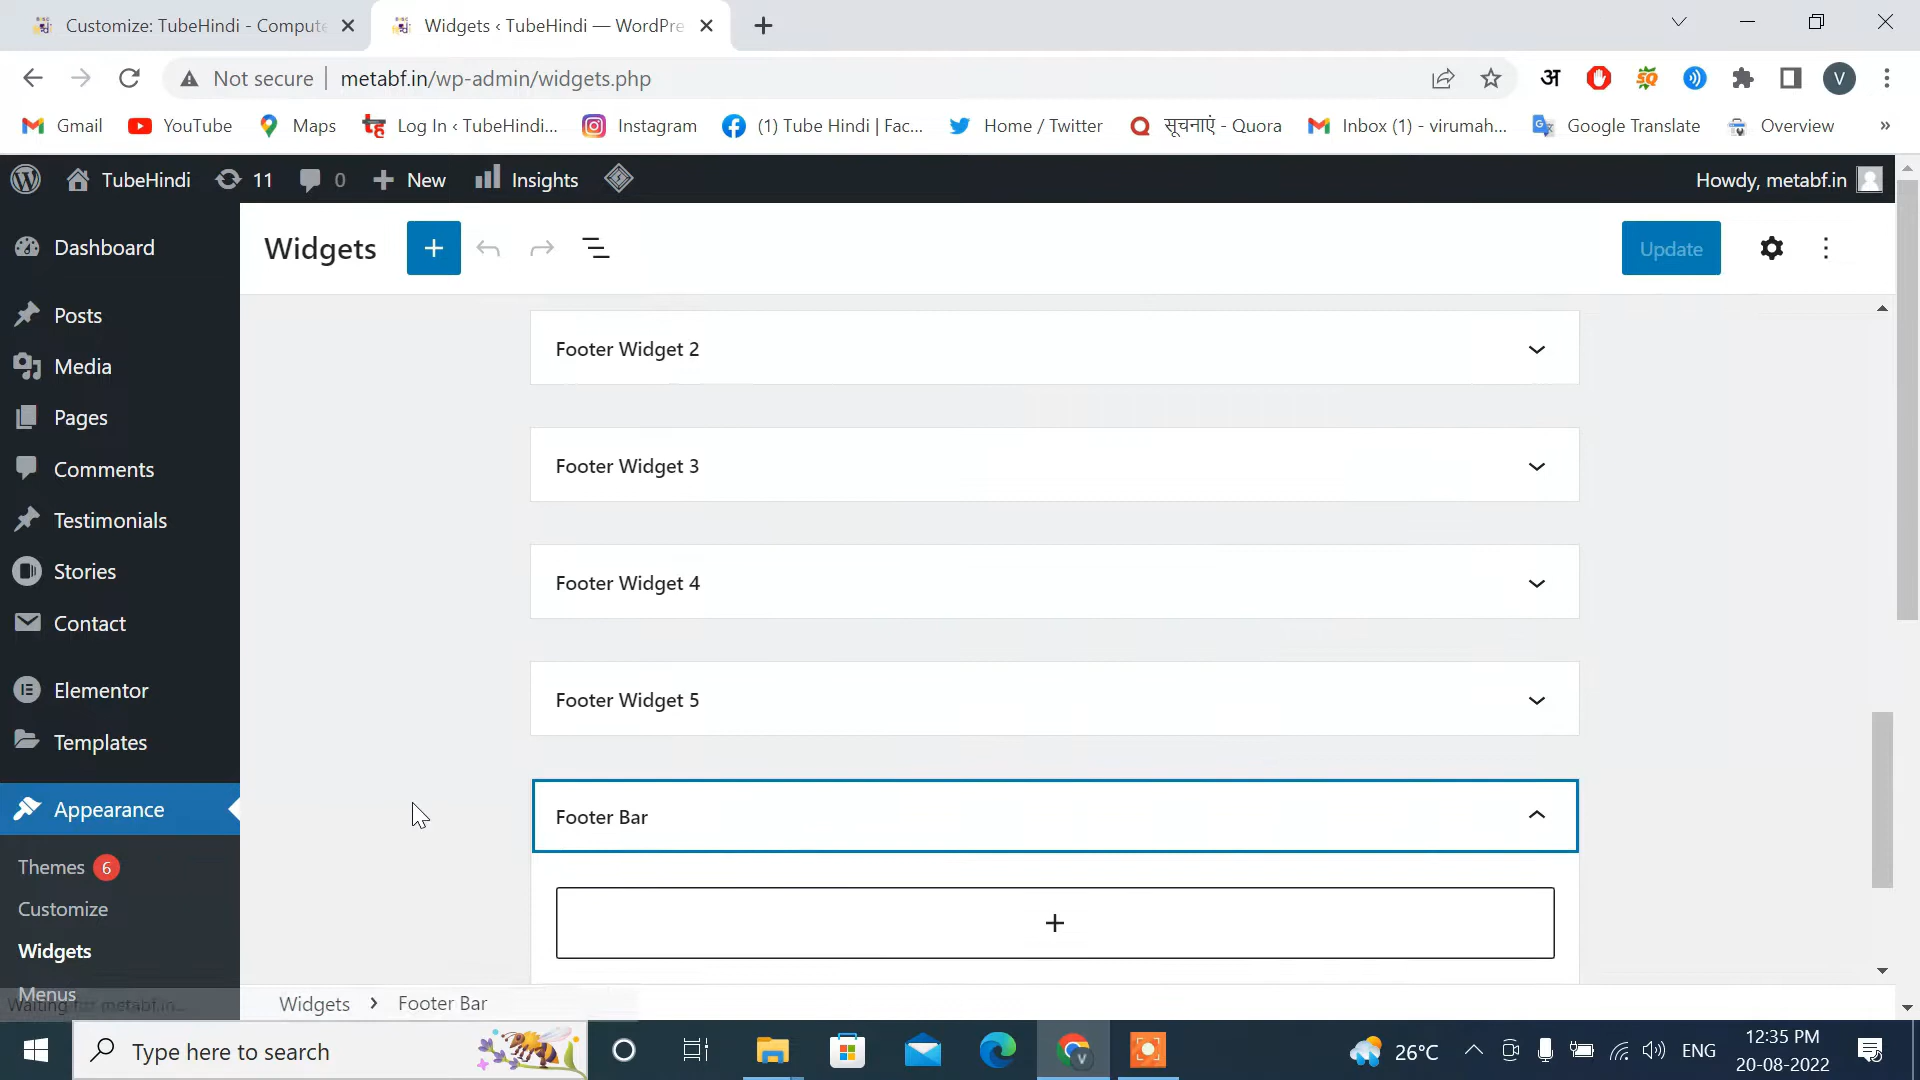 Customize: TubeHindi - Compute
Widgets ‹ TubeHindi — WordPre
Not secure metabf.in/wp-admin/widgets.php
अ
V
Gmail YouTube Maps Log In ‹ TubeHindi... Instagram (1) Tube Hindi | Fac... Home / Twitter सूचनाएं - Quora Inbox (1) - virumah... Google Translate Overview »
TubeHindi 11 0 New Insights Howdy, metabf.in
Widgets Update
Dashboard
Posts
Media
Pages
Comments
Testimonials
Stories
Contact
Elementor
Templates
Appearance
Themes 6
Customize
Widgets
Menus
Waiting for metabf.in...
Footer Widget 2
Footer Widget 3
Footer Widget 4
Footer Widget 5
Footer Bar
Widgets > Footer Bar
Type here to search
26°C ENG 12:35 PM
20-08-2022